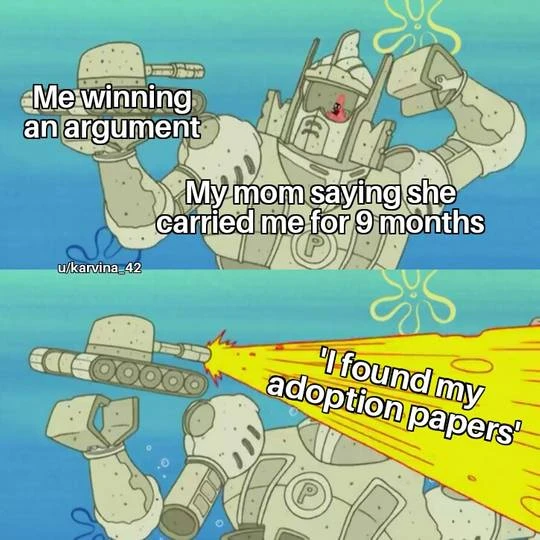 Me winning
an argument
My mom saying she
carried me for 9 months
P
u/karvina_42
'I found my
adoption papers'
P